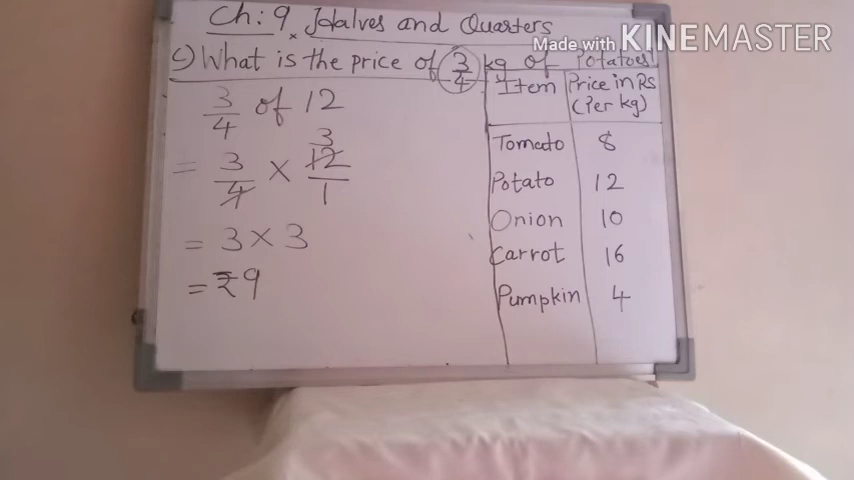 Ch: 9 Halves and Quarters
Made with KINEMASTER
c) What is the price of 3/4 kg of Potatoes
3/4 of 12
= 3/4 × 12/1
3
= 3 × 3
= ₹9
Item Price in Rs
(Per kg)
Tomato 8
Potato 12
Onion 10
Carrot 16
Pumpkin 4